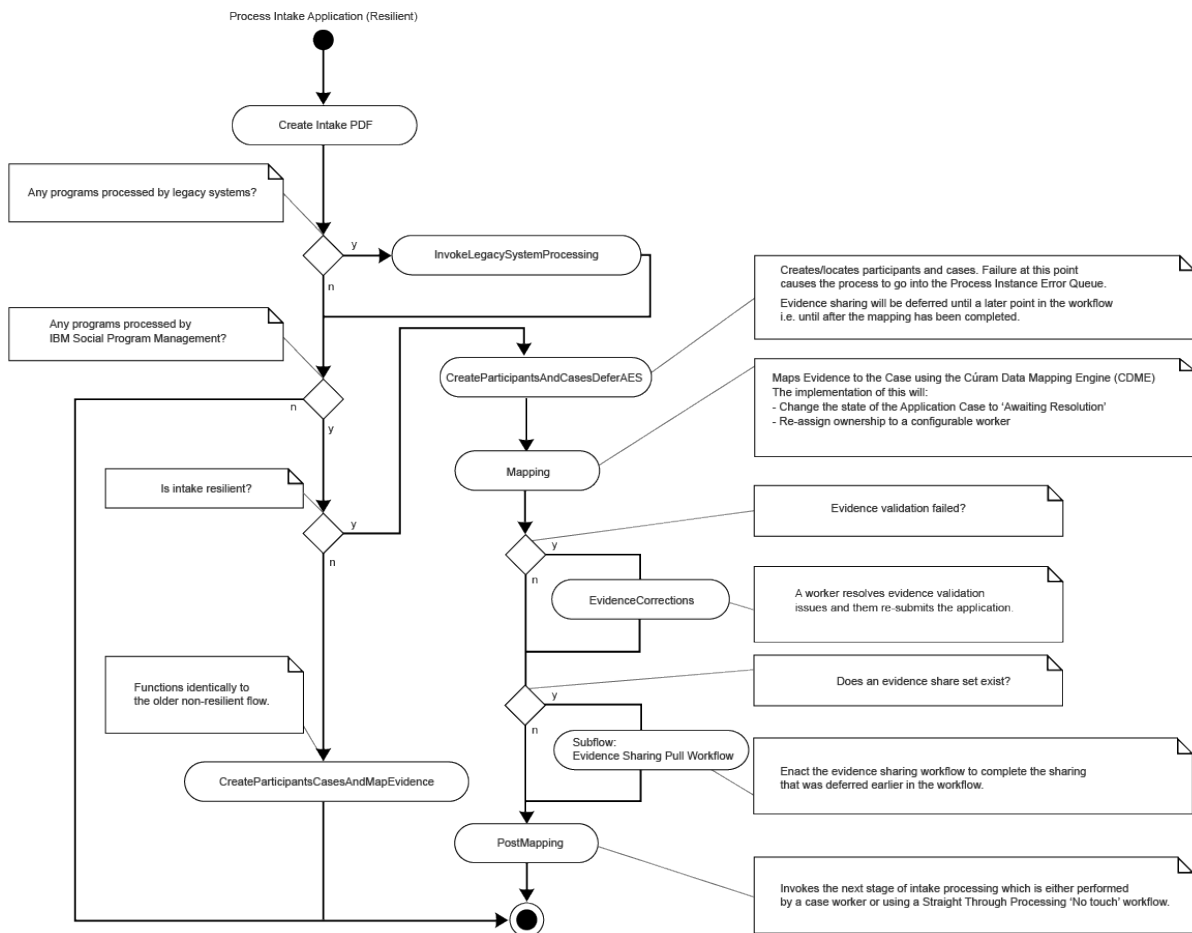 Process Intake Application (Resilient)
Create Intake PDF
Any programs processed by legacy systems?
y
n
InvokeLegacySystemProcessing
Creates/locates participants and cases. Failure at this point
causes the process to go into the Process Instance Error Queue.
Evidence sharing will be deferred until a later point in the workflow
i.e. until after the mapping has been completed.
Any programs processed by
IBM Social Program Management?
n
y
CreateParticipantsAndCasesDeferAES
Maps Evidence to the Case using the Cúram Data Mapping Engine (CDME)
The implementation of this will:
- Change the state of the Application Case to ‘Awaiting Resolution’
- Re-assign ownership to a configurable worker
Mapping
Is intake resilient?
y
n
Evidence validation failed?
y
n
EvidenceCorrections
A worker resolves evidence validation
issues and them re-submits the application.
Does an evidence share set exist?
y
n
Functions identically to
the older non-resilient flow.
Subflow:
Evidence Sharing Pull Workflow
CreateParticipantsCasesAndMapEvidence
Enact the evidence sharing workflow to complete the sharing
that was deferred earlier in the workflow.
PostMapping
Invokes the next stage of intake processing which is either performed
by a case worker or using a Straight Through Processing ‘No touch’ workflow.